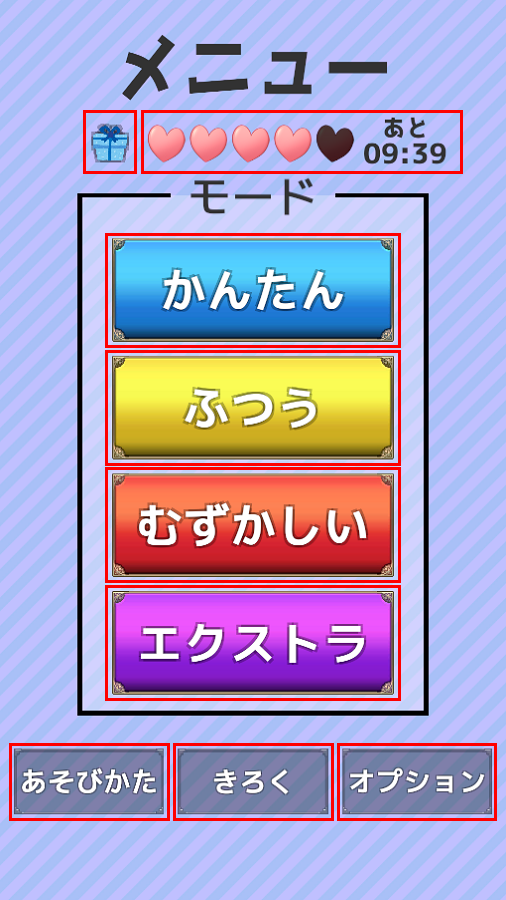 メニュー
あと
09:39
モード
かんたん
ふつう
むずかしい
エクストラ
あそびかた
きろく
オプション